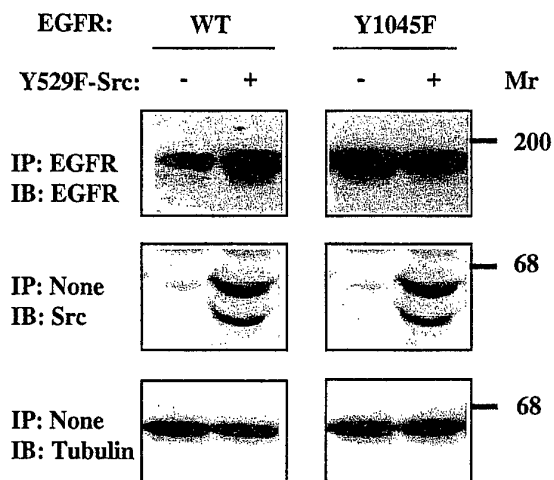 EGFR: WT Y1045F
Y529F-Src: - + - + Mr
200
IP: EGFR
IB: EGFR
68
IP: None
IB: Src
68
IP: None
IB: Tubulin